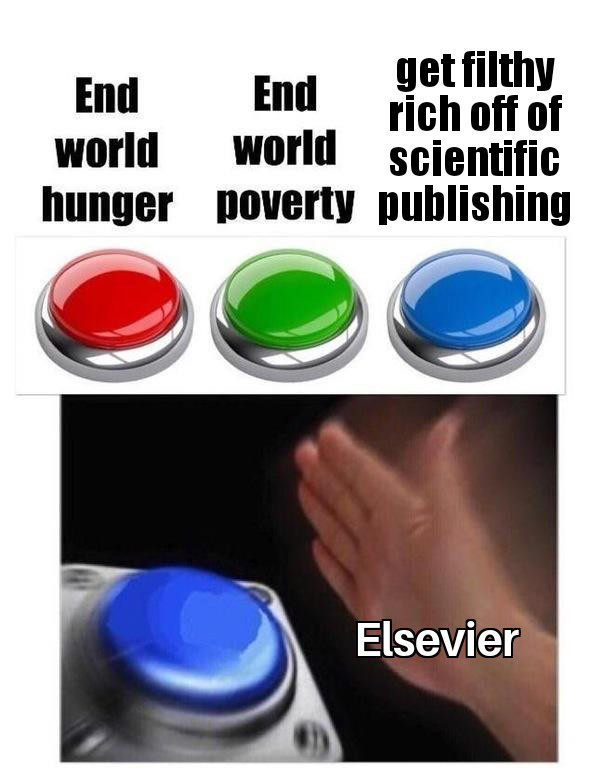 End
world
hunger
End
world
poverty
get filthy
rich off of
scientific
publishing
Elsevier